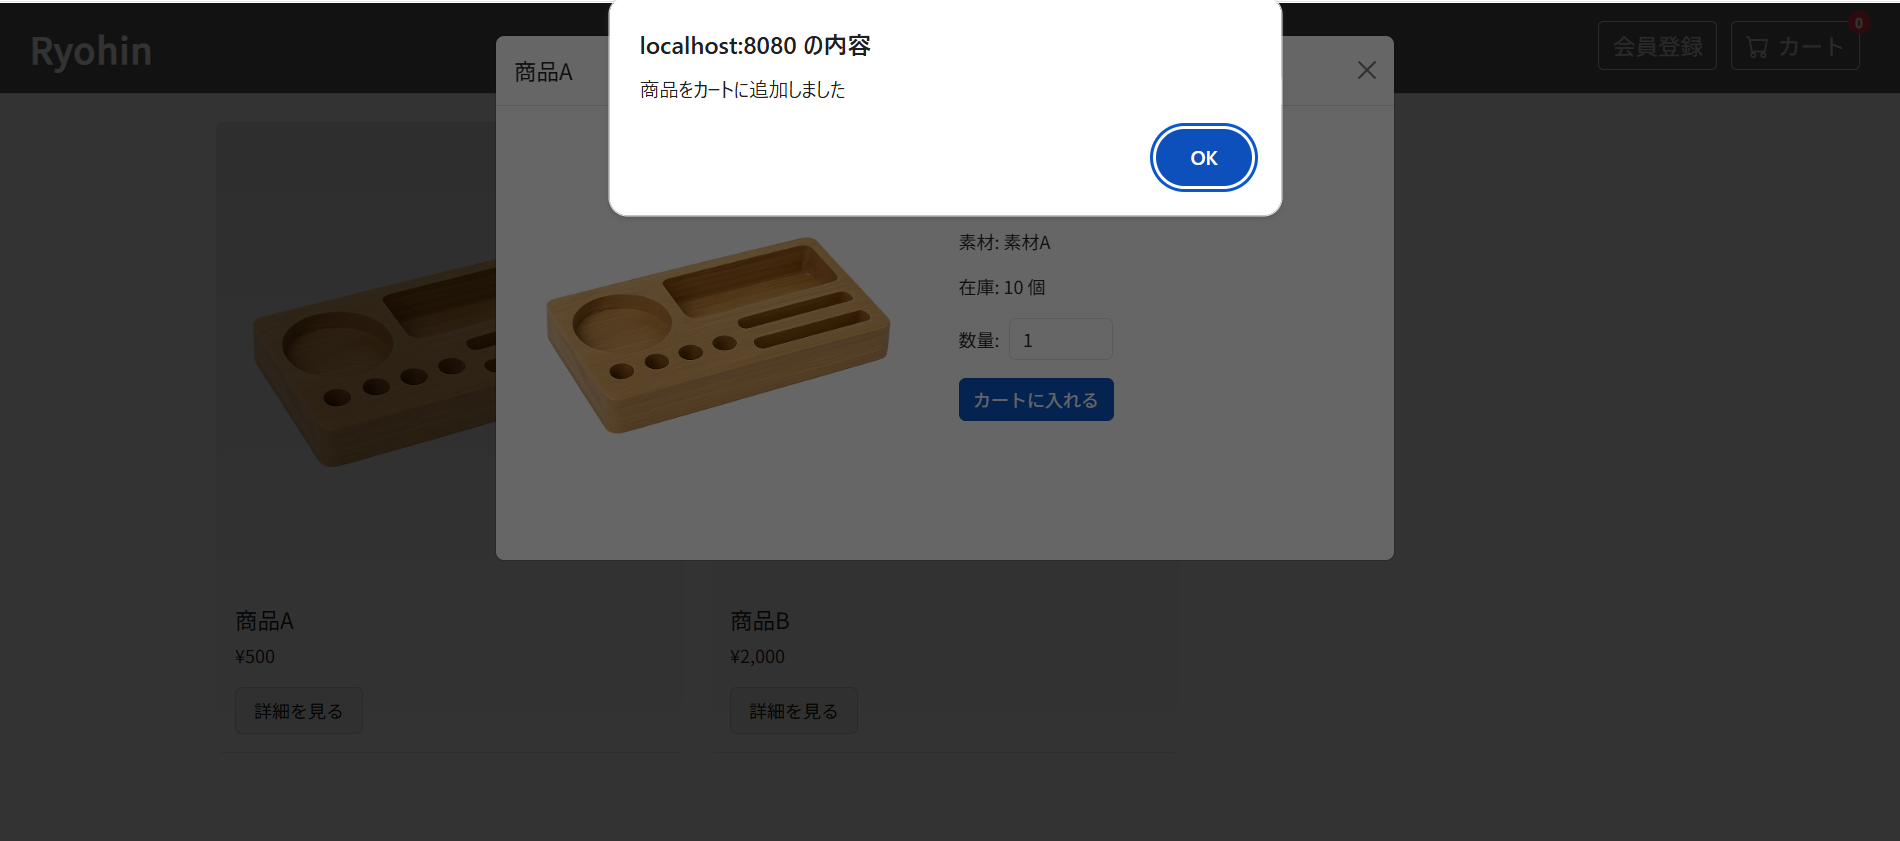 Ryohin
会員登録
カート
0
localhost:8080 の内容
商品をカートに追加しました
OK
商品A
素材: 素材A
在庫: 10 個
数量: 1
カートに入れる
商品A
¥500
詳細を見る
商品B
¥2,000
詳細を見る